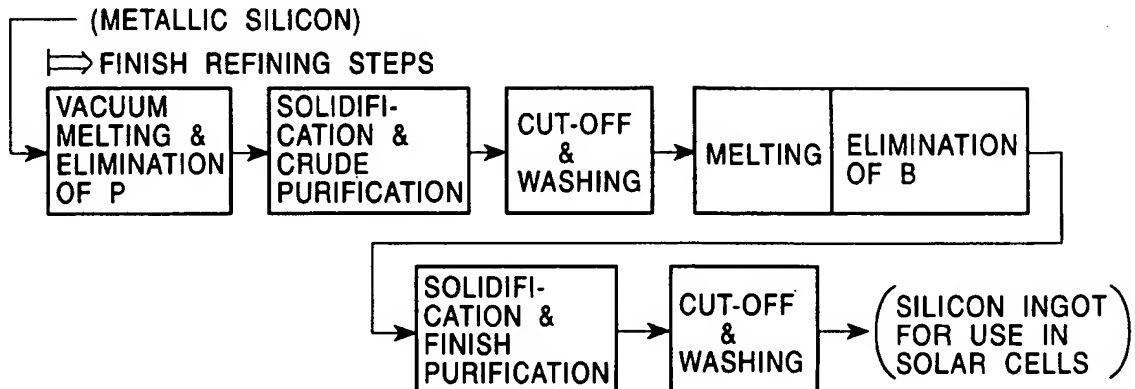 (METALLIC SILICON)
FINISH REFINING STEPS
VACUUM
MELTING &
ELIMINATION
OF P
SOLIDIFI-
CATION &
CRUDE
PURIFICATION
CUT-OFF
&
WASHING
MELTING
ELIMINATION
OF B
SOLIDIFI-
CATION &
FINISH
PURIFICATION
CUT-OFF
&
WASHING
(SILICON INGOT
FOR USE IN
SOLAR CELLS)